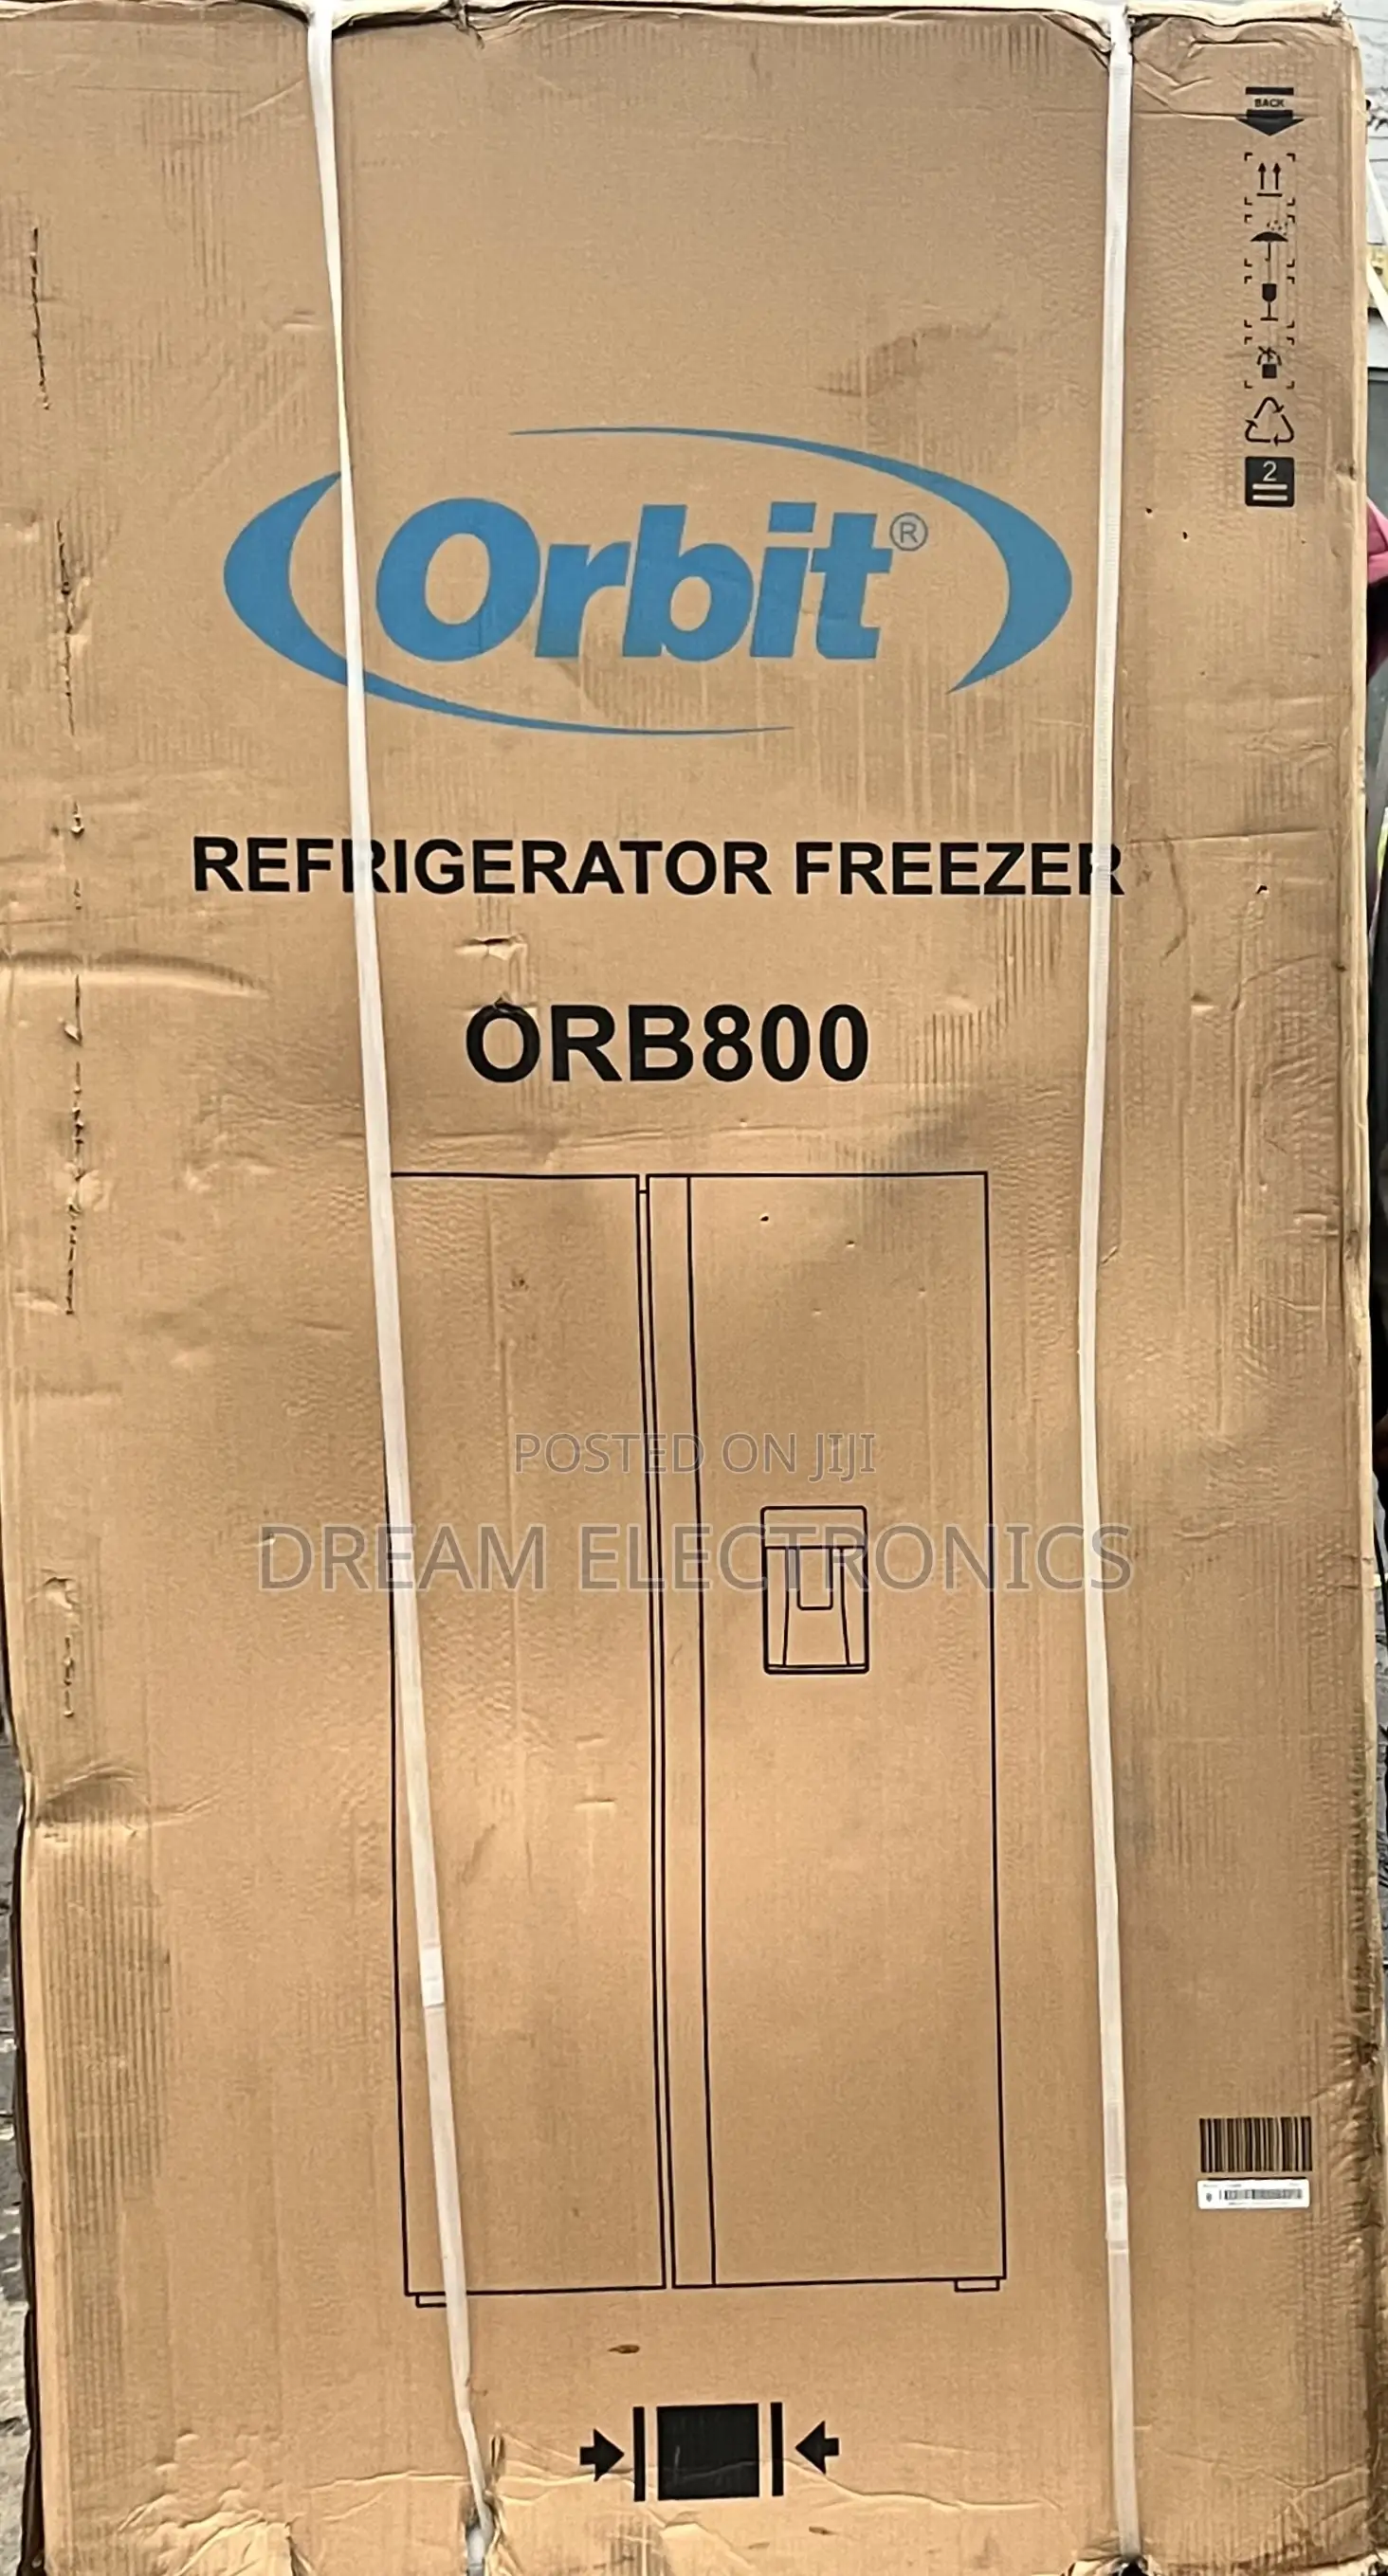 BACK
2
Orbit®
REFRIGERATOR FREEZER
ORB800
POSTED ON JIJI
DREAM ELECTRONICS